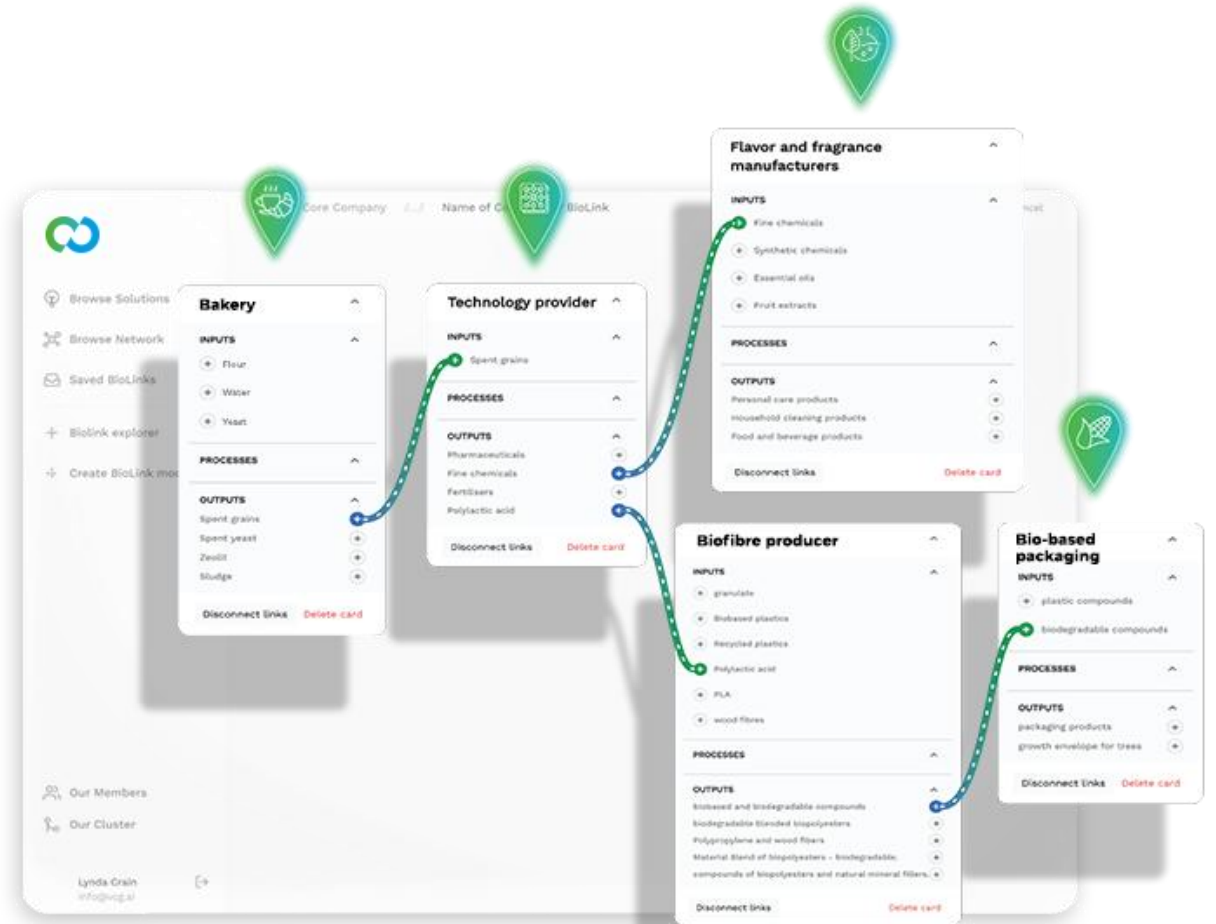 Core Company
Name of Co
BioLink
ncel
Browse Solutions
Browse Network
Saved BioLinks
Biolink explorer
Create BioLink mod
Our Members
Our Cluster
Lynda Crain
Bakery
INPUTS
Flour
Water
Yeast
PROCESSES
OUTPUTS
Spent grains
Spent yeast
Zeolit
Sludge
Disconnect links Delete card
Technology provider
INPUTS
Spent grains
PROCESSES
OUTPUTS
Pharmaceuticals
Fine chemicals
Fertilisers
Polylactic acid
Disconnect links Delete card
Flavor and fragrance
manufacturers
INPUTS
Fine chemicals
Synthetic chemicals
Essential oils
Fruit extracts
PROCESSES
OUTPUTS
Personal care products
Household cleaning products
Food and beverage products
Disconnect links Delete card
Biofibre producer
INPUTS
granulate
Biobased plastics
Recycled plastics
Polylactic acid
PLA
wood fibres
PROCESSES
OUTPUTS
biobased and biodegradable compounds
biodegradable blended biopolyesters
Polypropylene and wood fibers
Material Blend of biopolyesters - biodegradable;
compounds of biopolyesters and natural mineral fillers.
Disconnect links Delete card
Bio-based
packaging
INPUTS
plastic compounds
biodegradable compounds
PROCESSES
OUTPUTS
packaging products
growth envelope for trees
Disconnect links Delete card